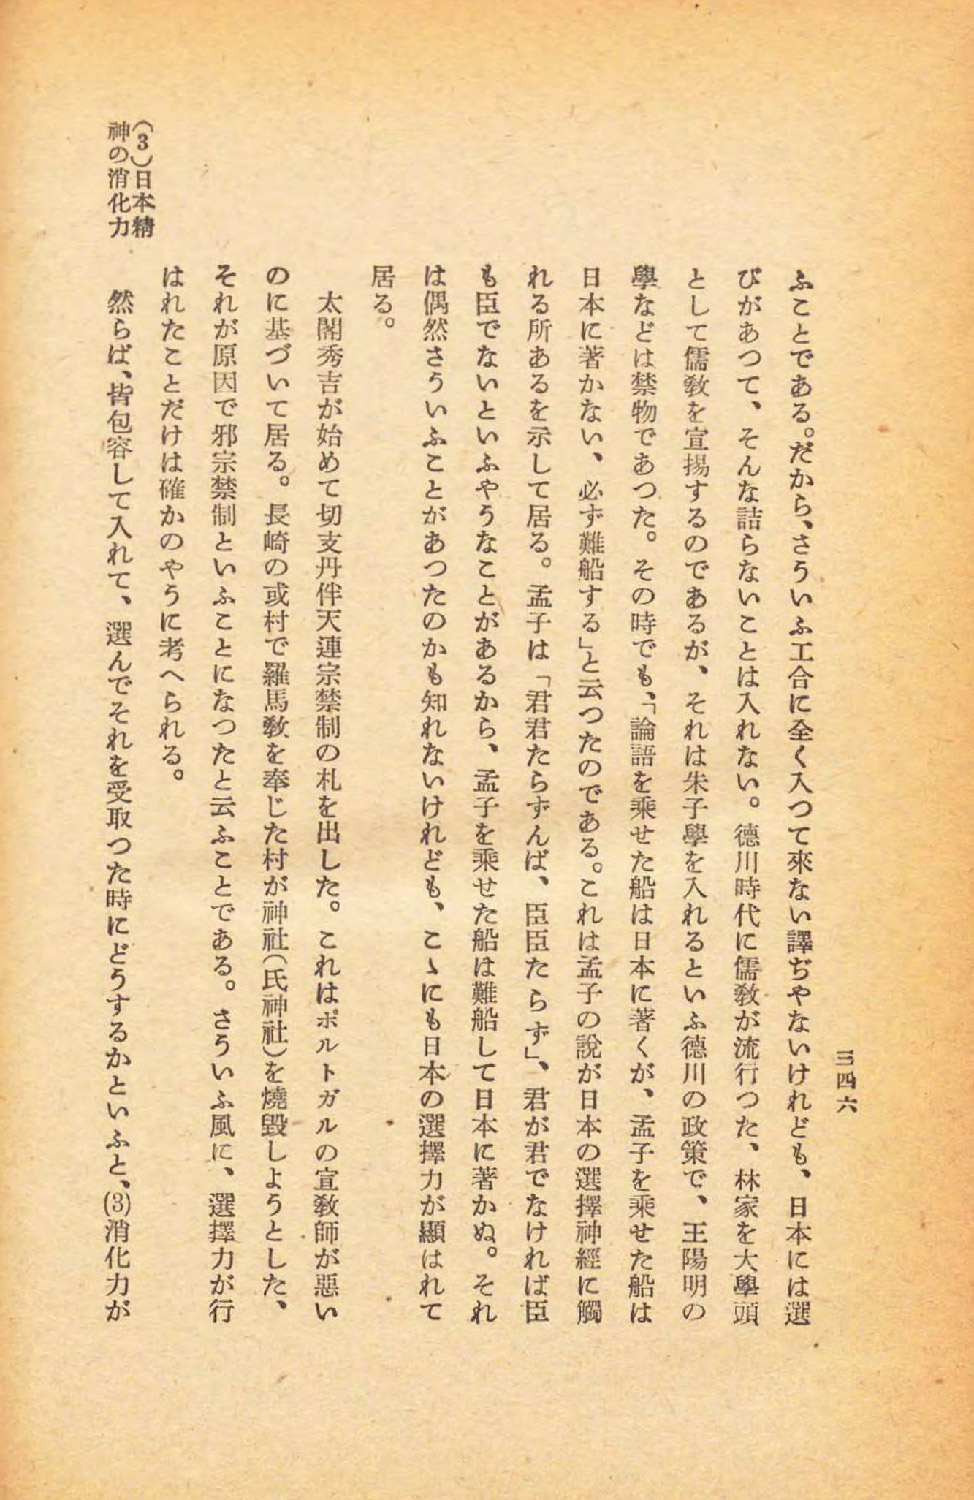 三四六
ふことである。だから、さういふ工合に全く入つて來ない譯ぢやないけれども、日本には選
びがあつて、そんな詰らないことは入れない。德川時代に儒敎が流行つた、林家を大學頭
として儒敎を宣揚するのであるが、それは朱子學を入れるといふ德川の政策で、王陽明の
學などは禁物であつた。その時でも、「論語を乘せた船は日本に著くが、孟子を乘せた船は
日本に著かない、必ず難船する」と云つたのである。これは孟子の說が日本の選擇神經に觸
れる所あるを示して居る。孟子は「君君たらずんば、臣臣たらず」、君が君でなければ臣
も臣でないといふやうなことがあるから、孟子を乘せた船は難船して日本に著かぬ。それ
は偶然さういふことがあつたのかも知れないけれども、こゝにも日本の選擇力が顯はれて
居る。
太閤秀吉が始めて切支丹伴天連宗禁制の札を出した。これはポルトガルの宣敎師が惡い
のに基づいて居る。長崎の或村で羅馬敎を奉じた村が神社(氏神社)を燒毀しようとした、
それが原因で邪宗禁制といふことになつたと云ふことである。さういふ風に、選擇力が行
はれたことだけは確かのやうに考へられる。
(3)日本精
神の消化力
然らば、皆包容して入れて、選んでそれを受取つた時にどうするかといふと、(3)消化力が